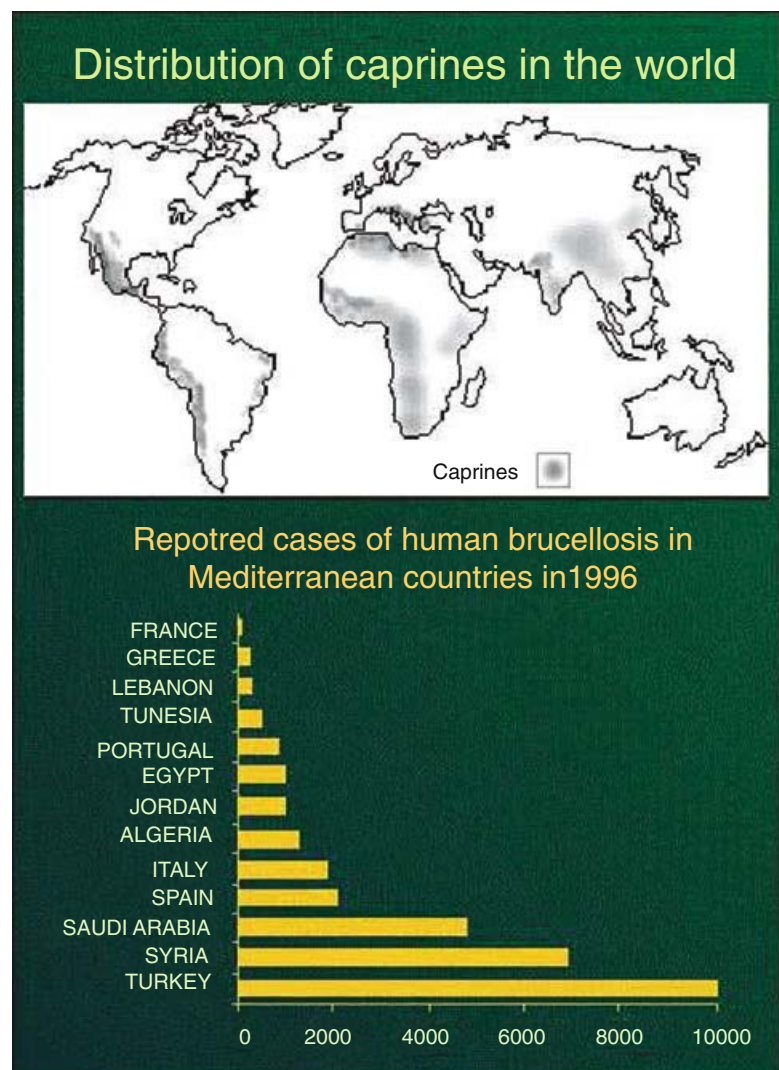 Distribution of caprines in the world
Caprines
Repotred cases of human brucellosis in
Mediterranean countries in1996
FRANCE
GREECE
LEBANON
TUNESIA
PORTUGAL
EGYPT
JORDAN
ALGERIA
ITALY
SPAIN
SAUDI ARABIA
SYRIA
TURKEY
0 2000 4000 6000 8000 10000